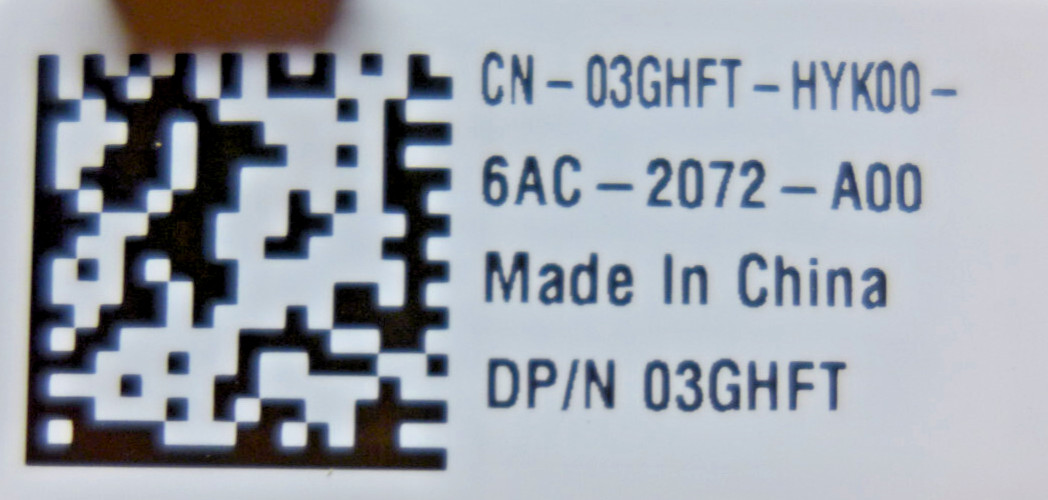 CN-03GHFT-HYK00-
6AC-2072-A00
Made In China
DP/N 03GHFT